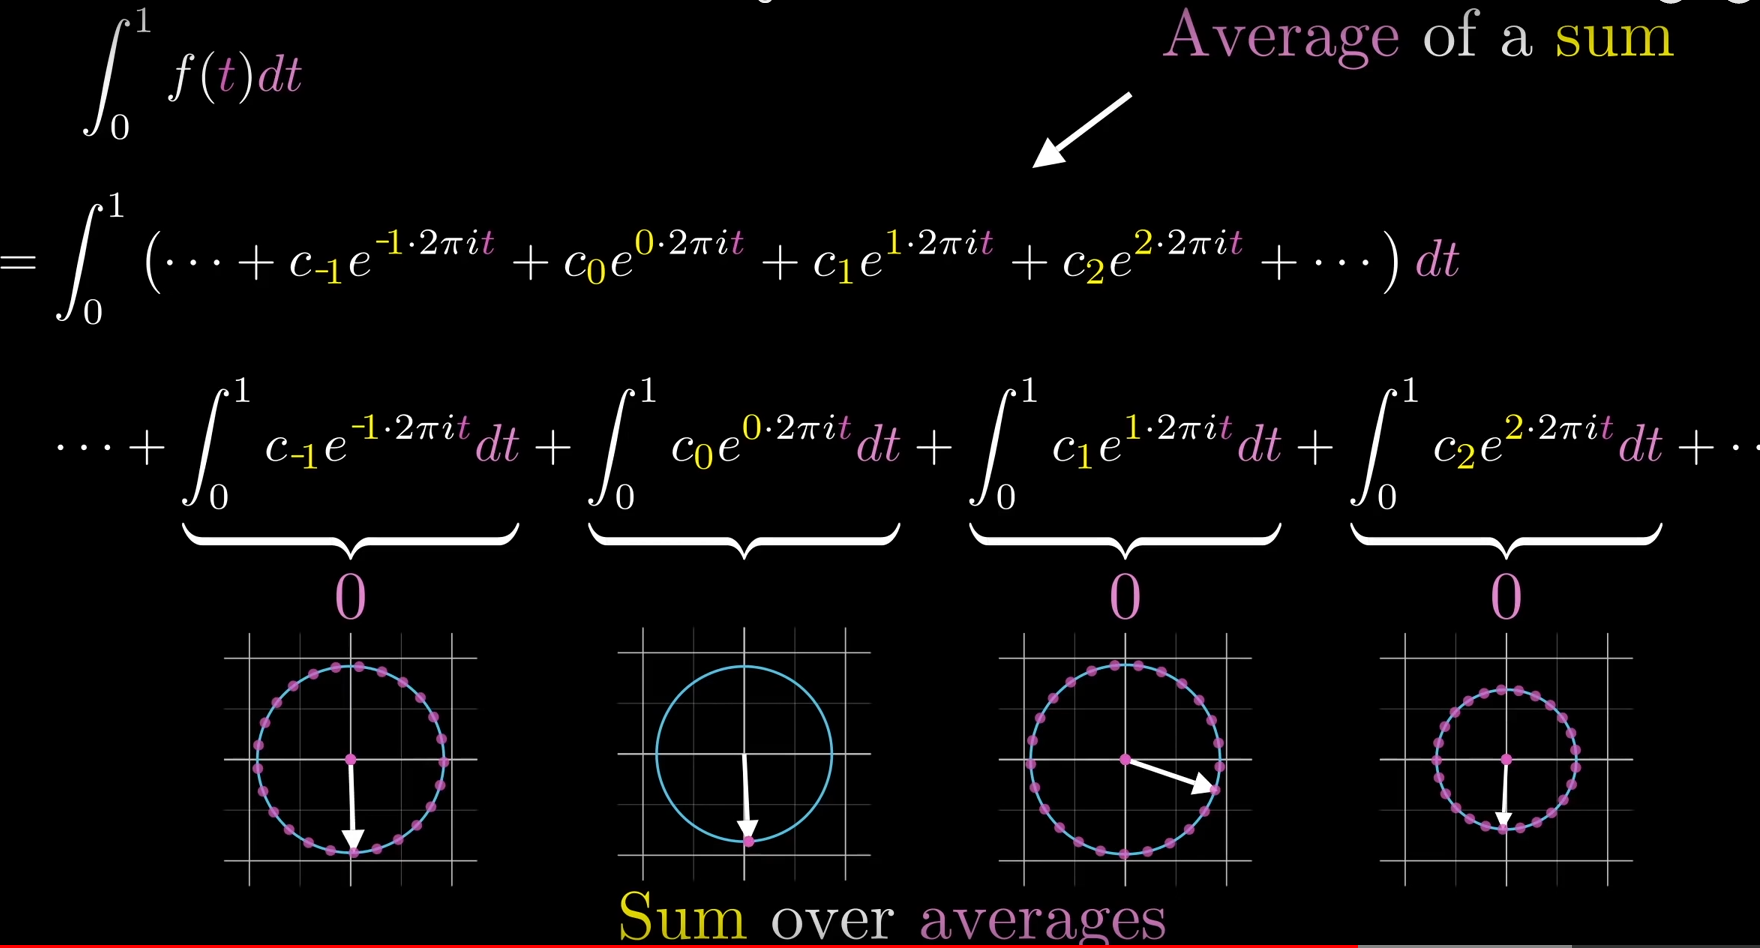 Average of a sum
∫₀¹ f(t)dt
= ∫₀¹ (⋯ + c₋₁e^{-1·2πit} + c₀e^{0·2πit} + c₁e^{1·2πit} + c₂e^{2·2πit} + ⋯) dt
⋯ + ∫₀¹ c₋₁e^{-1·2πit}dt + ∫₀¹ c₀e^{0·2πit}dt + ∫₀¹ c₁e^{1·2πit}dt + ∫₀¹ c₂e^{2·2πit}dt + ⋯
0 0 0
Sum over averages